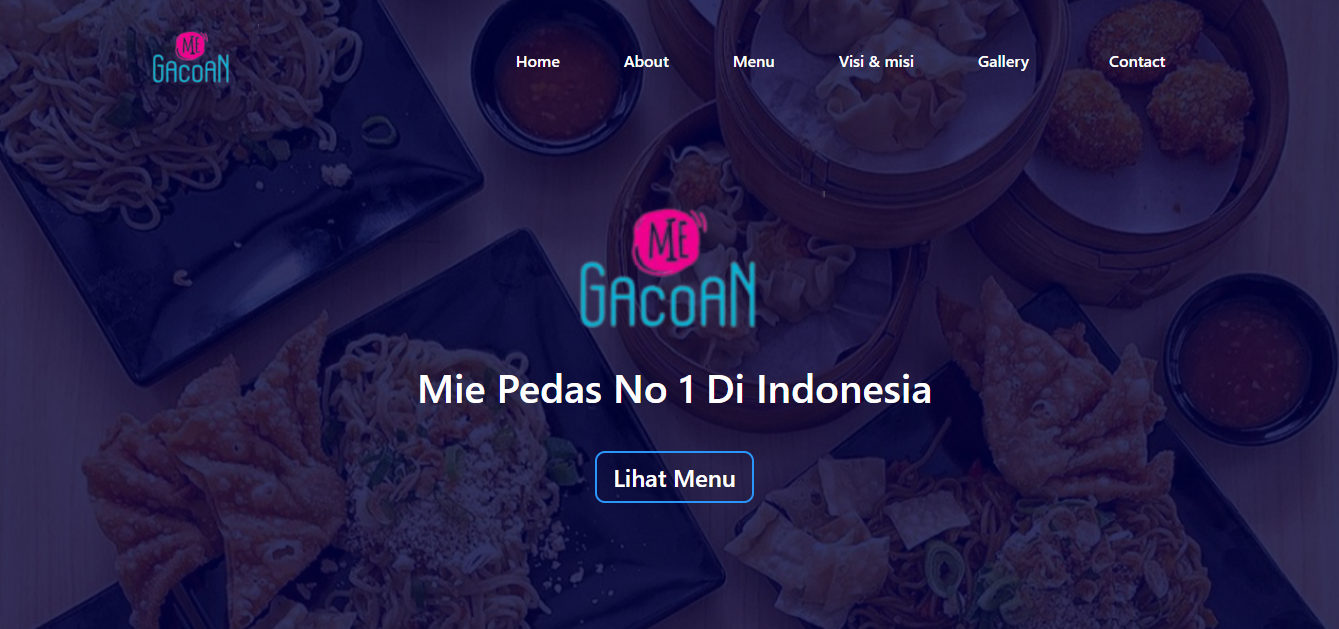 ME
GACOAN
Home About Menu Visi & misi Gallery Contact
ME
GACOAN
Mie Pedas No 1 Di Indonesia
Lihat Menu